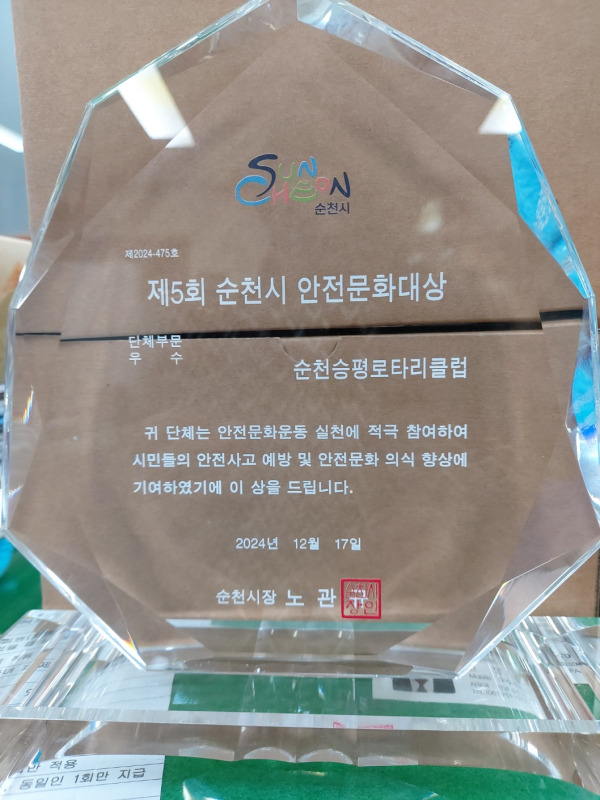 SUNCHEON
순천시
제2024-475호
제5회 순천시 안전문화대상
단체부문
우 수
순천승평로타리클럽
귀 단체는 안전문화운동 실천에 적극 참여하여
시민들의 안전사고 예방 및 안전문화 의식 향상에
기여하였기에 이 상을 드립니다.
2024년 12월 17일
순천시장 노 관 규
적용
동일인 1회만 지급